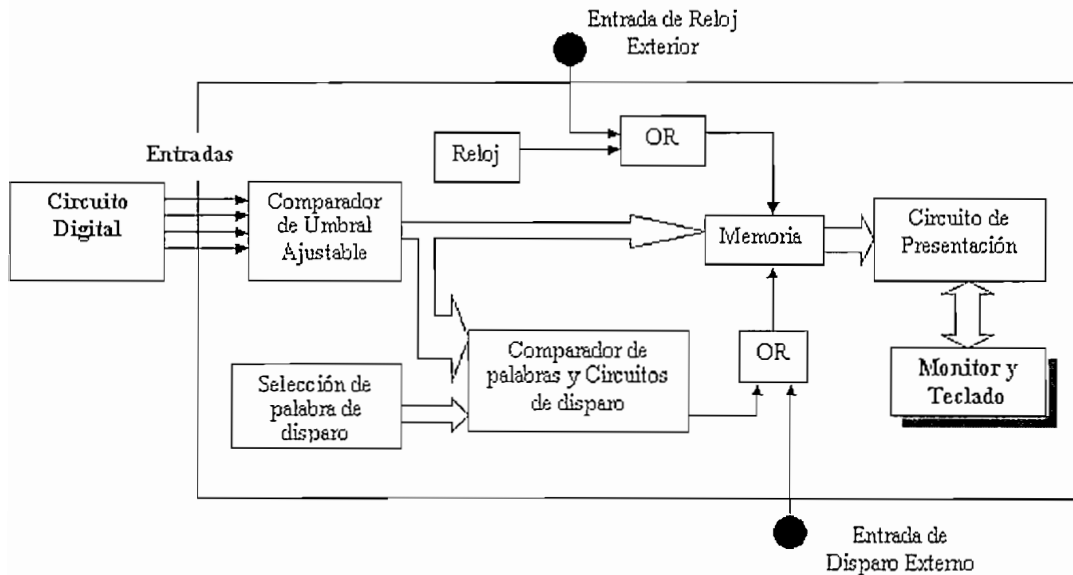 Entrada de Reloj
Exterior
OR
Reloj
Entradas
Circuito
Digital
Comparador
de Umbral
Ajustable
Memoria
Circuito de
Presentación
OR
Comparador de
palabras y Circuitos
de disparo
Monitor y
Teclado
Selección de
palabra de
disparo
Entrada de
Disparo Externo